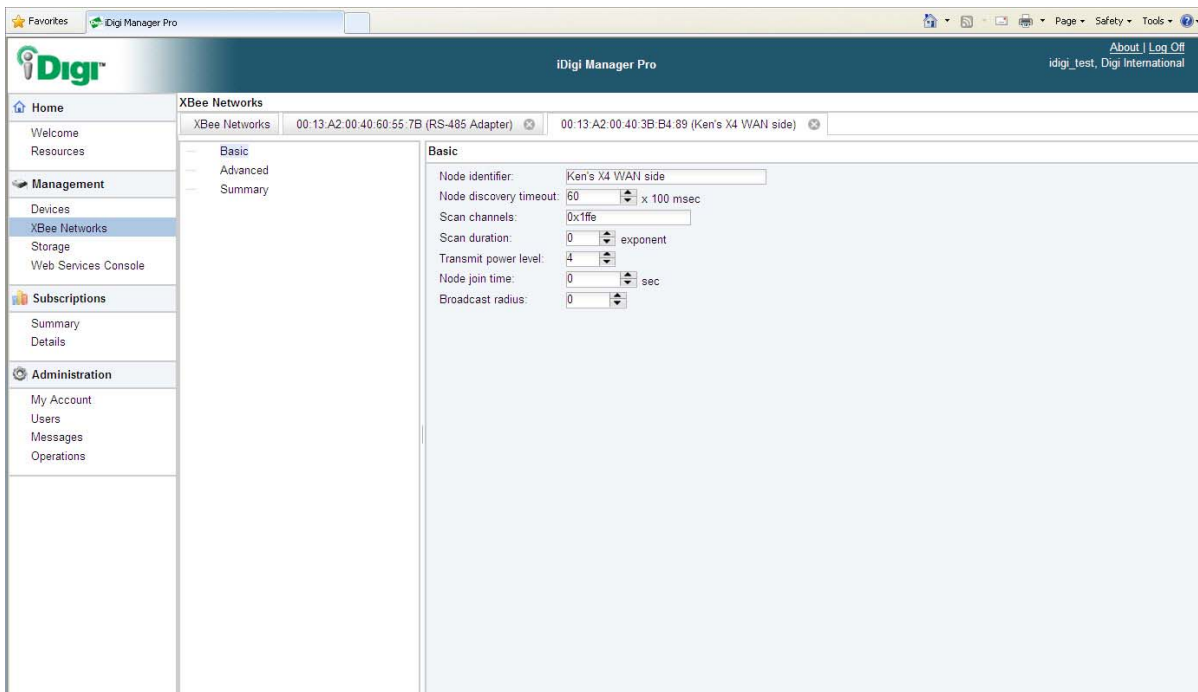 Favorites
iDigi Manager Pro
Page
Safety
Tools
iDigi
iDigi Manager Pro
About | Log Off
idigi_test, Digi International
Home
Welcome
Resources
Management
Devices
XBee Networks
Storage
Web Services Console
Subscriptions
Summary
Details
Administration
My Account
Users
Messages
Operations
XBee Networks
XBee Networks
00:13:A2:00:40:60:55:7B (RS-485 Adapter)
00:13:A2:00:40:3B:B4:89 (Ken's X4 WAN side)
Basic
Advanced
Summary
Basic
Node identifier: Ken's X4 WAN side
Node discovery timeout: 60 x 100 msec
Scan channels: 0x1ffe
Scan duration: 0 exponent
Transmit power level: 4
Node join time: 0 sec
Broadcast radius: 0